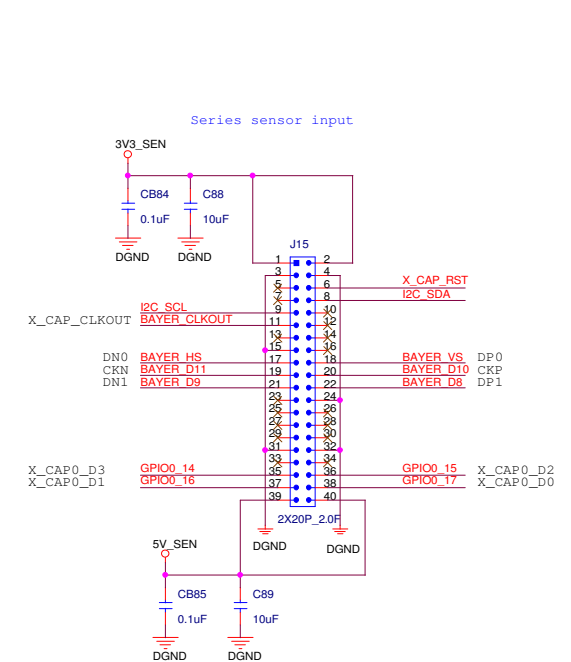 Series sensor input
3V3_SEN
CB84 C88
0.1uF 10uF
DGND DGND
J15
1 2
3 4
5 6 X_CAP_RST
7 8 I2C_SDA
I2C_SCL 9 10
X_CAP_CLKOUT BAYER_CLKOUT 11 12
13 14
15 16
DN0 BAYER_HS 17 18 BAYER_VS DP0
CKN BAYER_D11 19 20 BAYER_D10 CKP
DN1 BAYER_D9 21 22 BAYER_D8 DP1
23 24
25 26
27 28
29 30
31 32
33 34
X_CAP0_D3 GPIO0_14 35 36 GPIO0_15 X_CAP0_D2
X_CAP0_D1 GPIO0_16 37 38 GPIO0_17 X_CAP0_D0
39 40
2X20P_2.0F
5V_SEN DGND DGND
CB85 C89
0.1uF 10uF
DGND DGND